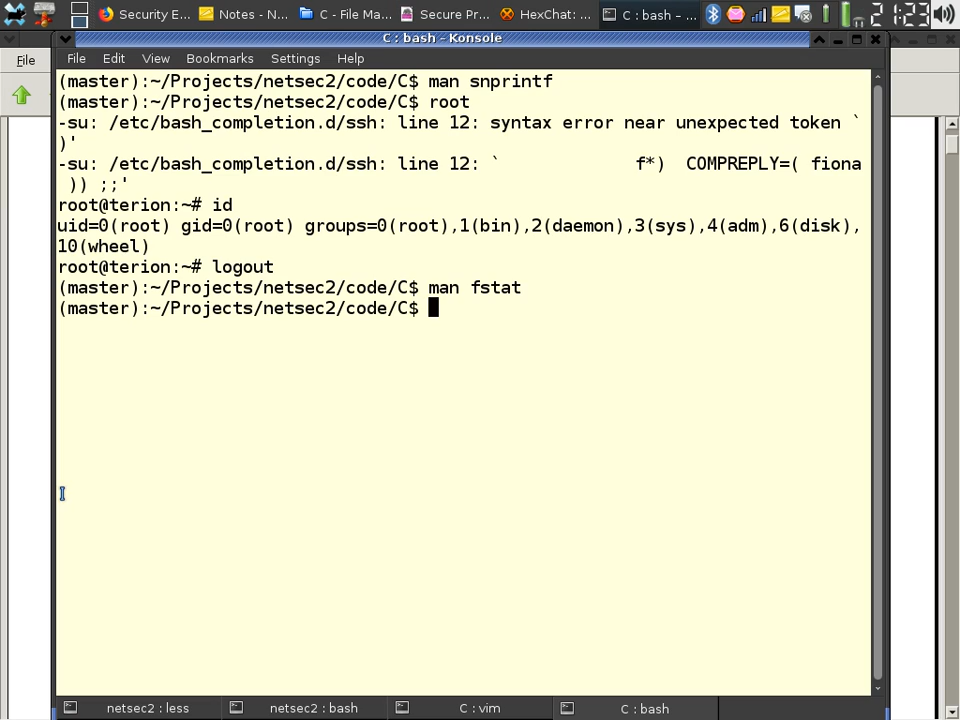 Security E...
Notes - N...
C - File Ma...
Secure Pr...
HexChat: ...
C : bash – ...
21:23
C : bash – Konsole
File
File Edit View Bookmarks Settings Help
(master):~/Projects/netsec2/code/C$ man snprintf
(master):~/Projects/netsec2/code/C$ root
-su: /etc/bash_completion.d/ssh: line 12: syntax error near unexpected token `
)'
-su: /etc/bash_completion.d/ssh: line 12: `             f*)  COMPREPLY=( fiona
 )) ;;'
root@terion:~# id
uid=0(root) gid=0(root) groups=0(root),1(bin),2(daemon),3(sys),4(adm),6(disk),
10(wheel)
root@terion:~# logout
(master):~/Projects/netsec2/code/C$ man fstat
(master):~/Projects/netsec2/code/C$
netsec2 : less
netsec2 : bash
C : vim
C : bash